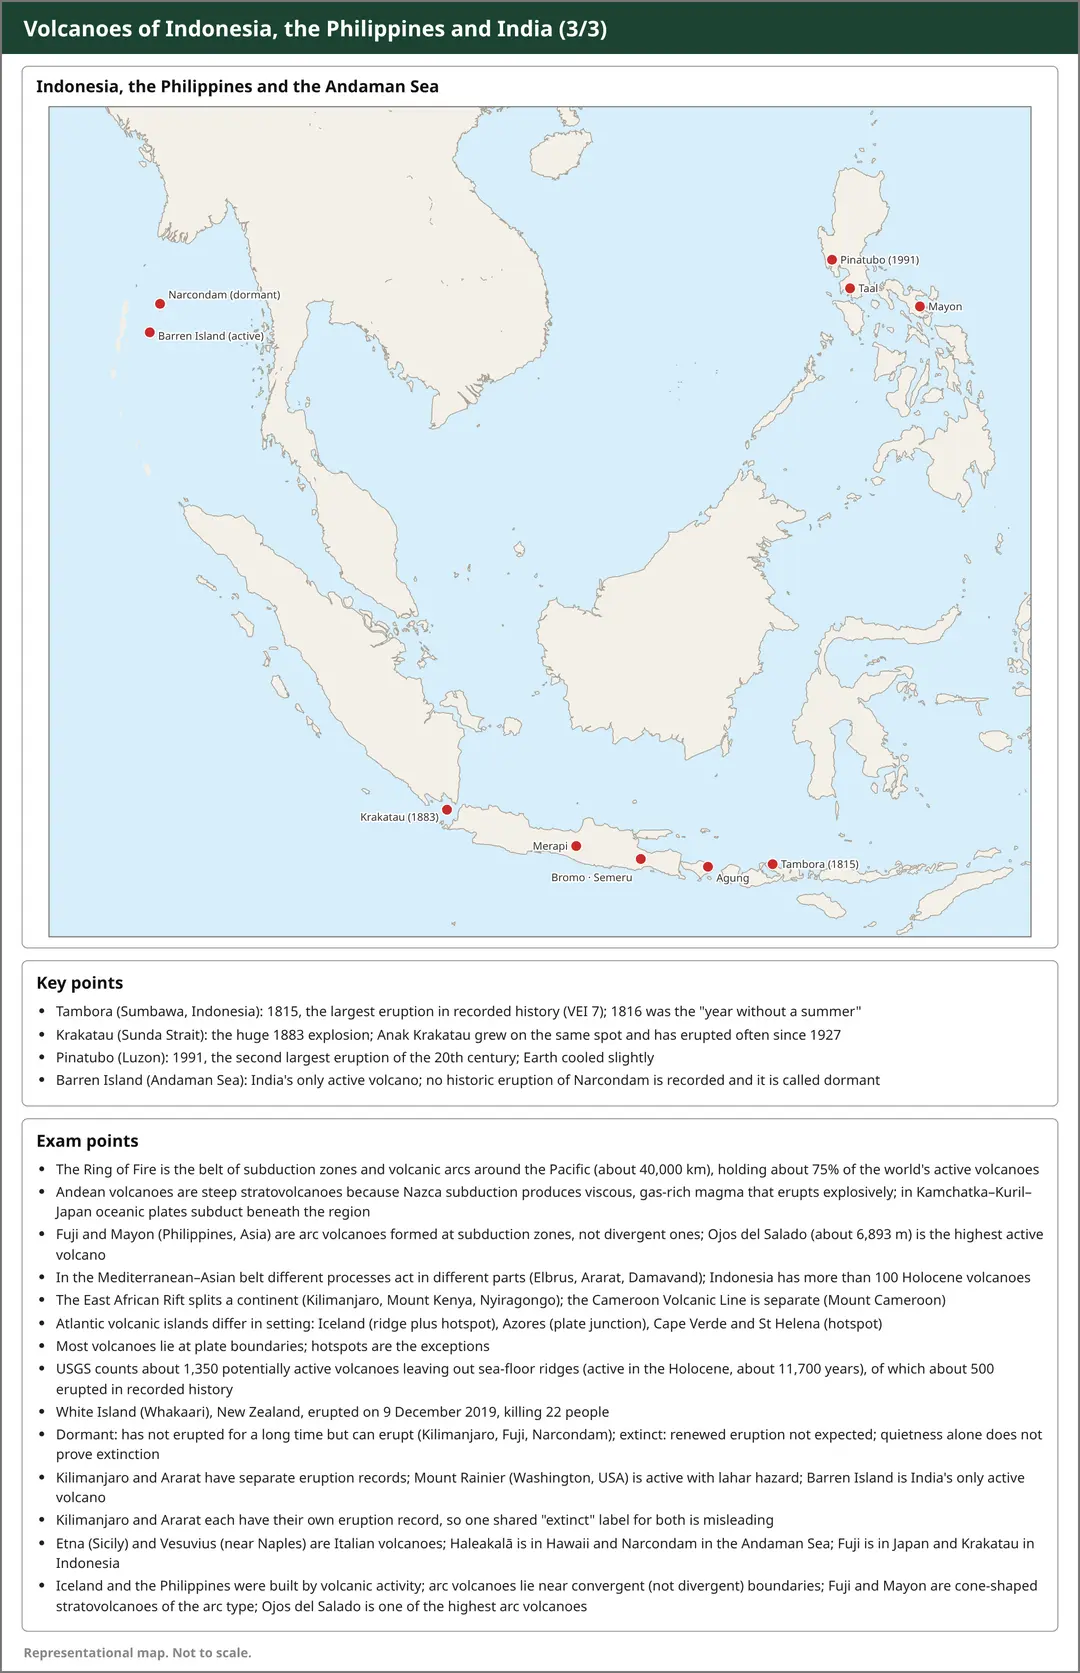 Volcanoes of Indonesia, the Philippines and India (3/3)
Indonesia, the Philippines and the Andaman Sea
Pinatubo (1991)
Taal
Narcondam (dormant)
Mayon
Barren Island (active)
Krakatau (1883)
Merapi
Tambora (1815)
Bromo · Semeru
Agung
Key points
• Tambora (Sumbawa, Indonesia): 1815, the largest eruption in recorded history (VEI 7); 1816 was the "year without a summer"
• Krakatau (Sunda Strait): the huge 1883 explosion; Anak Krakatau grew on the same spot and has erupted often since 1927
• Pinatubo (Luzon): 1991, the second largest eruption of the 20th century; Earth cooled slightly
• Barren Island (Andaman Sea): India's only active volcano; no historic eruption of Narcondam is recorded and it is called dormant
Exam points
• The Ring of Fire is the belt of subduction zones and volcanic arcs around the Pacific (about 40,000 km), holding about 75% of the world's active volcanoes
• Andean volcanoes are steep stratovolcanoes because Nazca subduction produces viscous, gas-rich magma that erupts explosively; in Kamchatka–Kuril–
Japan oceanic plates subduct beneath the region
• Fuji and Mayon (Philippines, Asia) are arc volcanoes formed at subduction zones, not divergent ones; Ojos del Salado (about 6,893 m) is the highest active
volcano
• In the Mediterranean–Asian belt different processes act in different parts (Elbrus, Ararat, Damavand); Indonesia has more than 100 Holocene volcanoes
• The East African Rift splits a continent (Kilimanjaro, Mount Kenya, Nyiragongo); the Cameroon Volcanic Line is separate (Mount Cameroon)
• Atlantic volcanic islands differ in setting: Iceland (ridge plus hotspot), Azores (plate junction), Cape Verde and St Helena (hotspot)
• Most volcanoes lie at plate boundaries; hotspots are the exceptions
• USGS counts about 1,350 potentially active volcanoes leaving out sea-floor ridges (active in the Holocene, about 11,700 years), of which about 500
erupted in recorded history
• White Island (Whakaari), New Zealand, erupted on 9 December 2019, killing 22 people
• Dormant: has not erupted for a long time but can erupt (Kilimanjaro, Fuji, Narcondam); extinct: renewed eruption not expected; quietness alone does not
prove extinction
• Kilimanjaro and Ararat have separate eruption records; Mount Rainier (Washington, USA) is active with lahar hazard; Barren Island is India's only active
volcano
• Kilimanjaro and Ararat each have their own eruption record, so one shared "extinct" label for both is misleading
• Etna (Sicily) and Vesuvius (near Naples) are Italian volcanoes; Haleakalā is in Hawaii and Narcondam in the Andaman Sea; Fuji is in Japan and Krakatau in
Indonesia
• Iceland and the Philippines were built by volcanic activity; arc volcanoes lie near convergent (not divergent) boundaries; Fuji and Mayon are cone-shaped
stratovolcanoes of the arc type; Ojos del Salado is one of the highest arc volcanoes
Representational map. Not to scale.